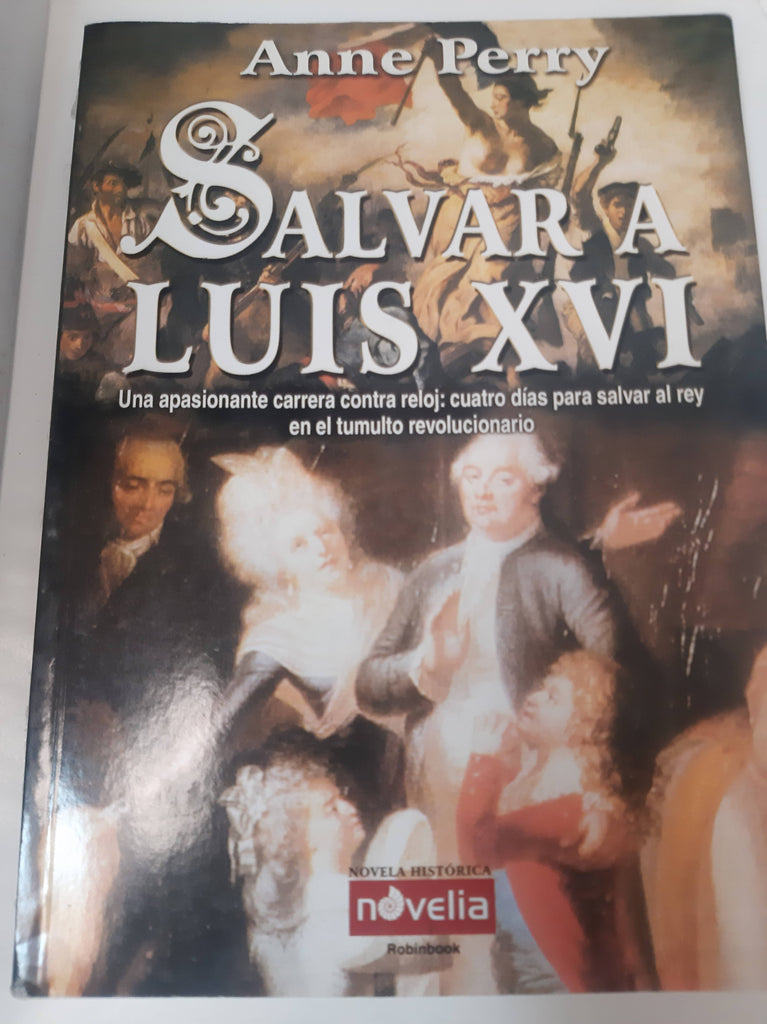 Anne Perry
SALVAR A
LUIS XVI
Una apasionante carrera contra reloj: cuatro días para salvar al rey
en el tumulto revolucionario
NOVELA HISTÓRICA
novelia
Robinbook